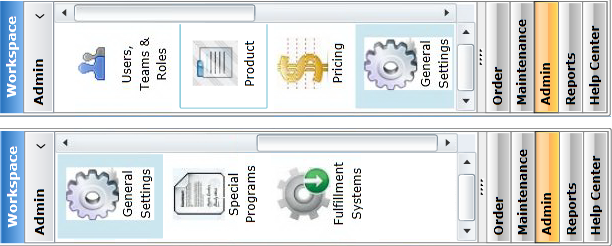 Workspace
Admin
Users,
Teams &
Roles
Product
Pricing
General
Settings
Order
Maintenance
Admin
Reports
Help Center
Workspace
Admin
General
Settings
Special
Programs
Fulfillment
Systems
Order
Maintenance
Admin
Reports
Help Center